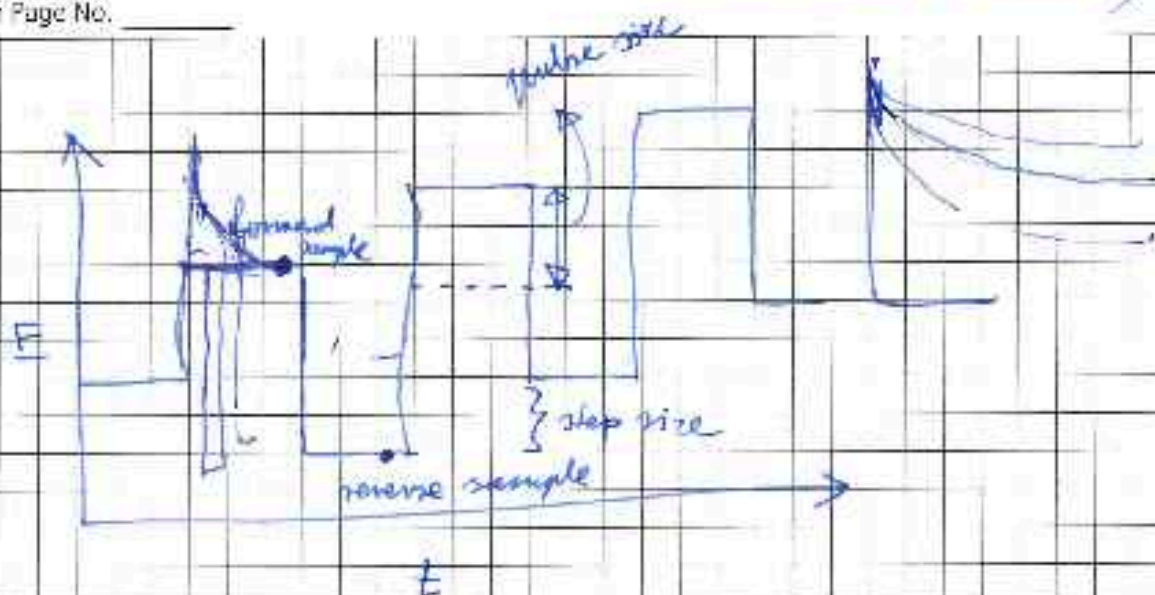 Page No.
pulse size
forward
sample
E
step size
reverse sample
t